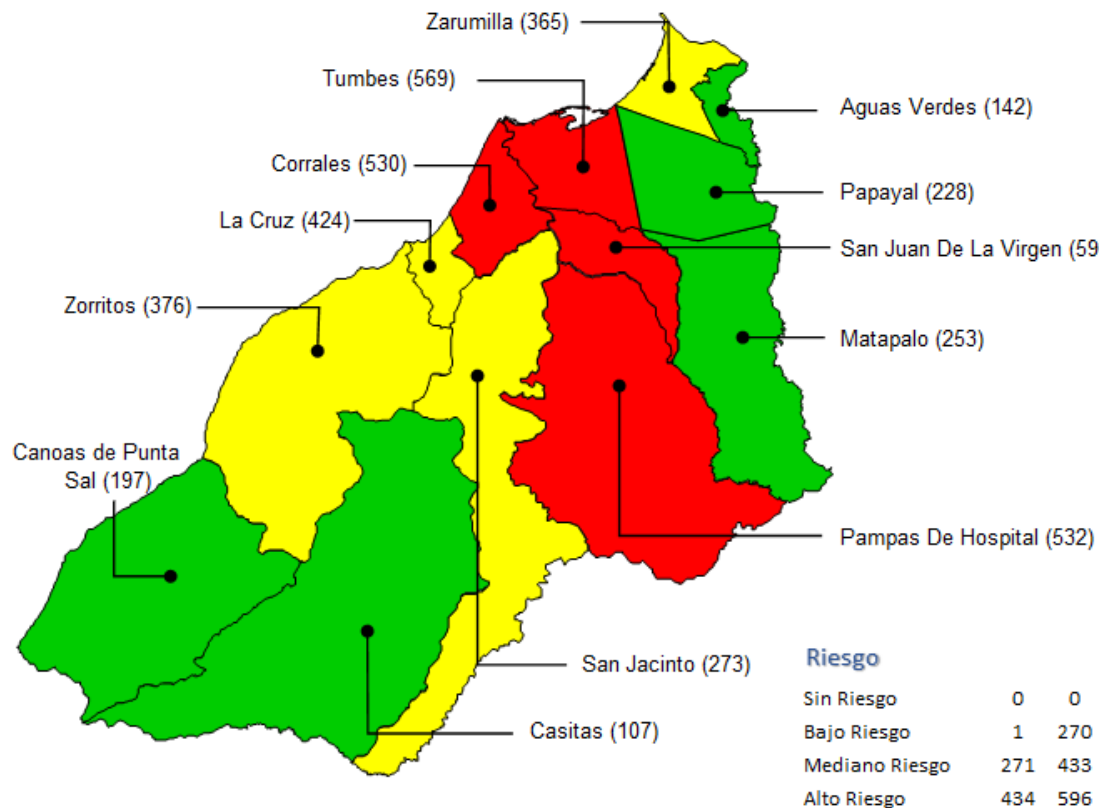 Zarumilla (365)
Tumbes (569)
Aguas Verdes (142)
Corrales (530)
Papayal (228)
La Cruz (424)
San Juan De La Virgen (59
Zorritos (376)
Matapalo (253)
Canoas de Punta
Sal (197)
Pampas De Hospital (532)
San Jacinto (273)
Casitas (107)
Riesgo
Sin Riesgo 0 0
Bajo Riesgo 1 270
Mediano Riesgo 271 433
Alto Riesgo 434 596